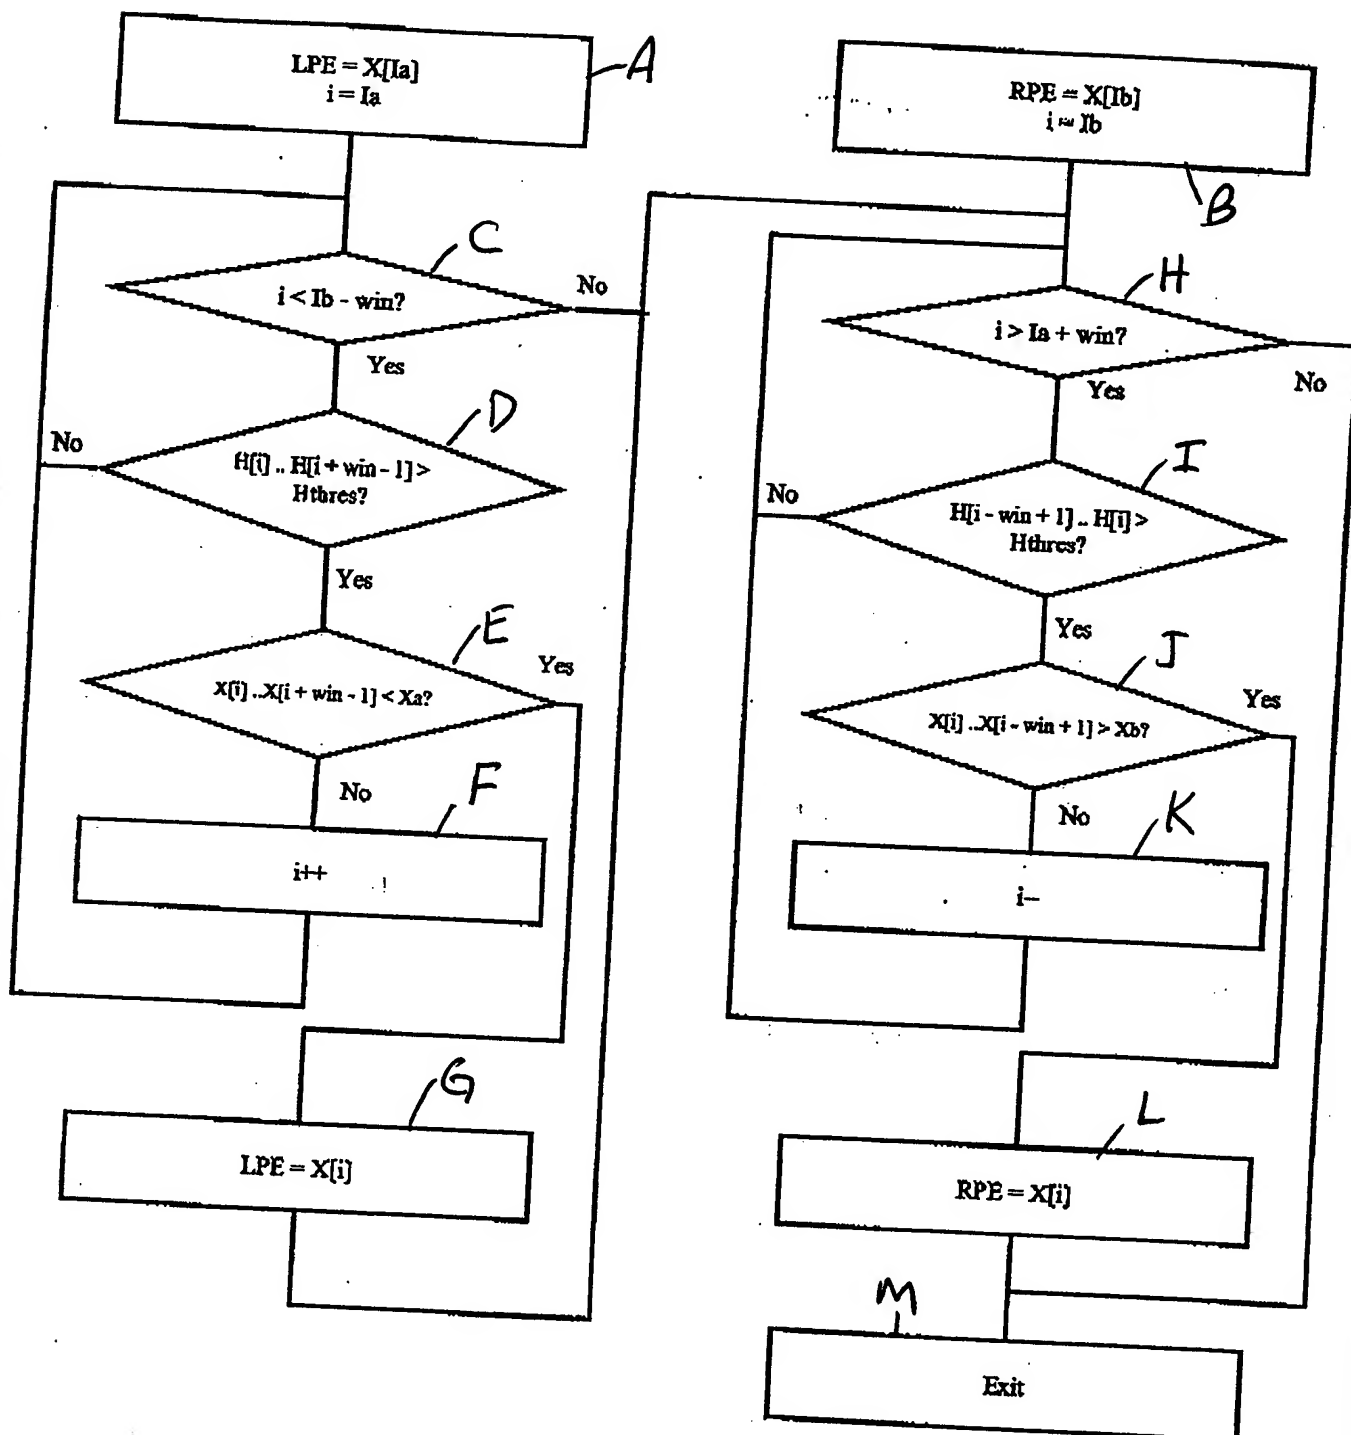 LPE = X[Ia]
i = Ia
A
C
i < Ib - win?
No
Yes
D
No
H[i] .. H[i + win - 1] >
Hthres?
Yes
E
Yes
X[i] ..X[i + win - 1] < Xa?
No
F
i++
G
LPE = X[i]
RPE = X[Ib]
i = Ib
B
H
i > Ia + win?
No
Yes
I
No
H[i - win + 1] .. H[i] >
Hthres?
Yes
J
Yes
X[i] ..X[i - win + 1] > Xb?
No
K
i--
L
RPE = X[i]
M
Exit